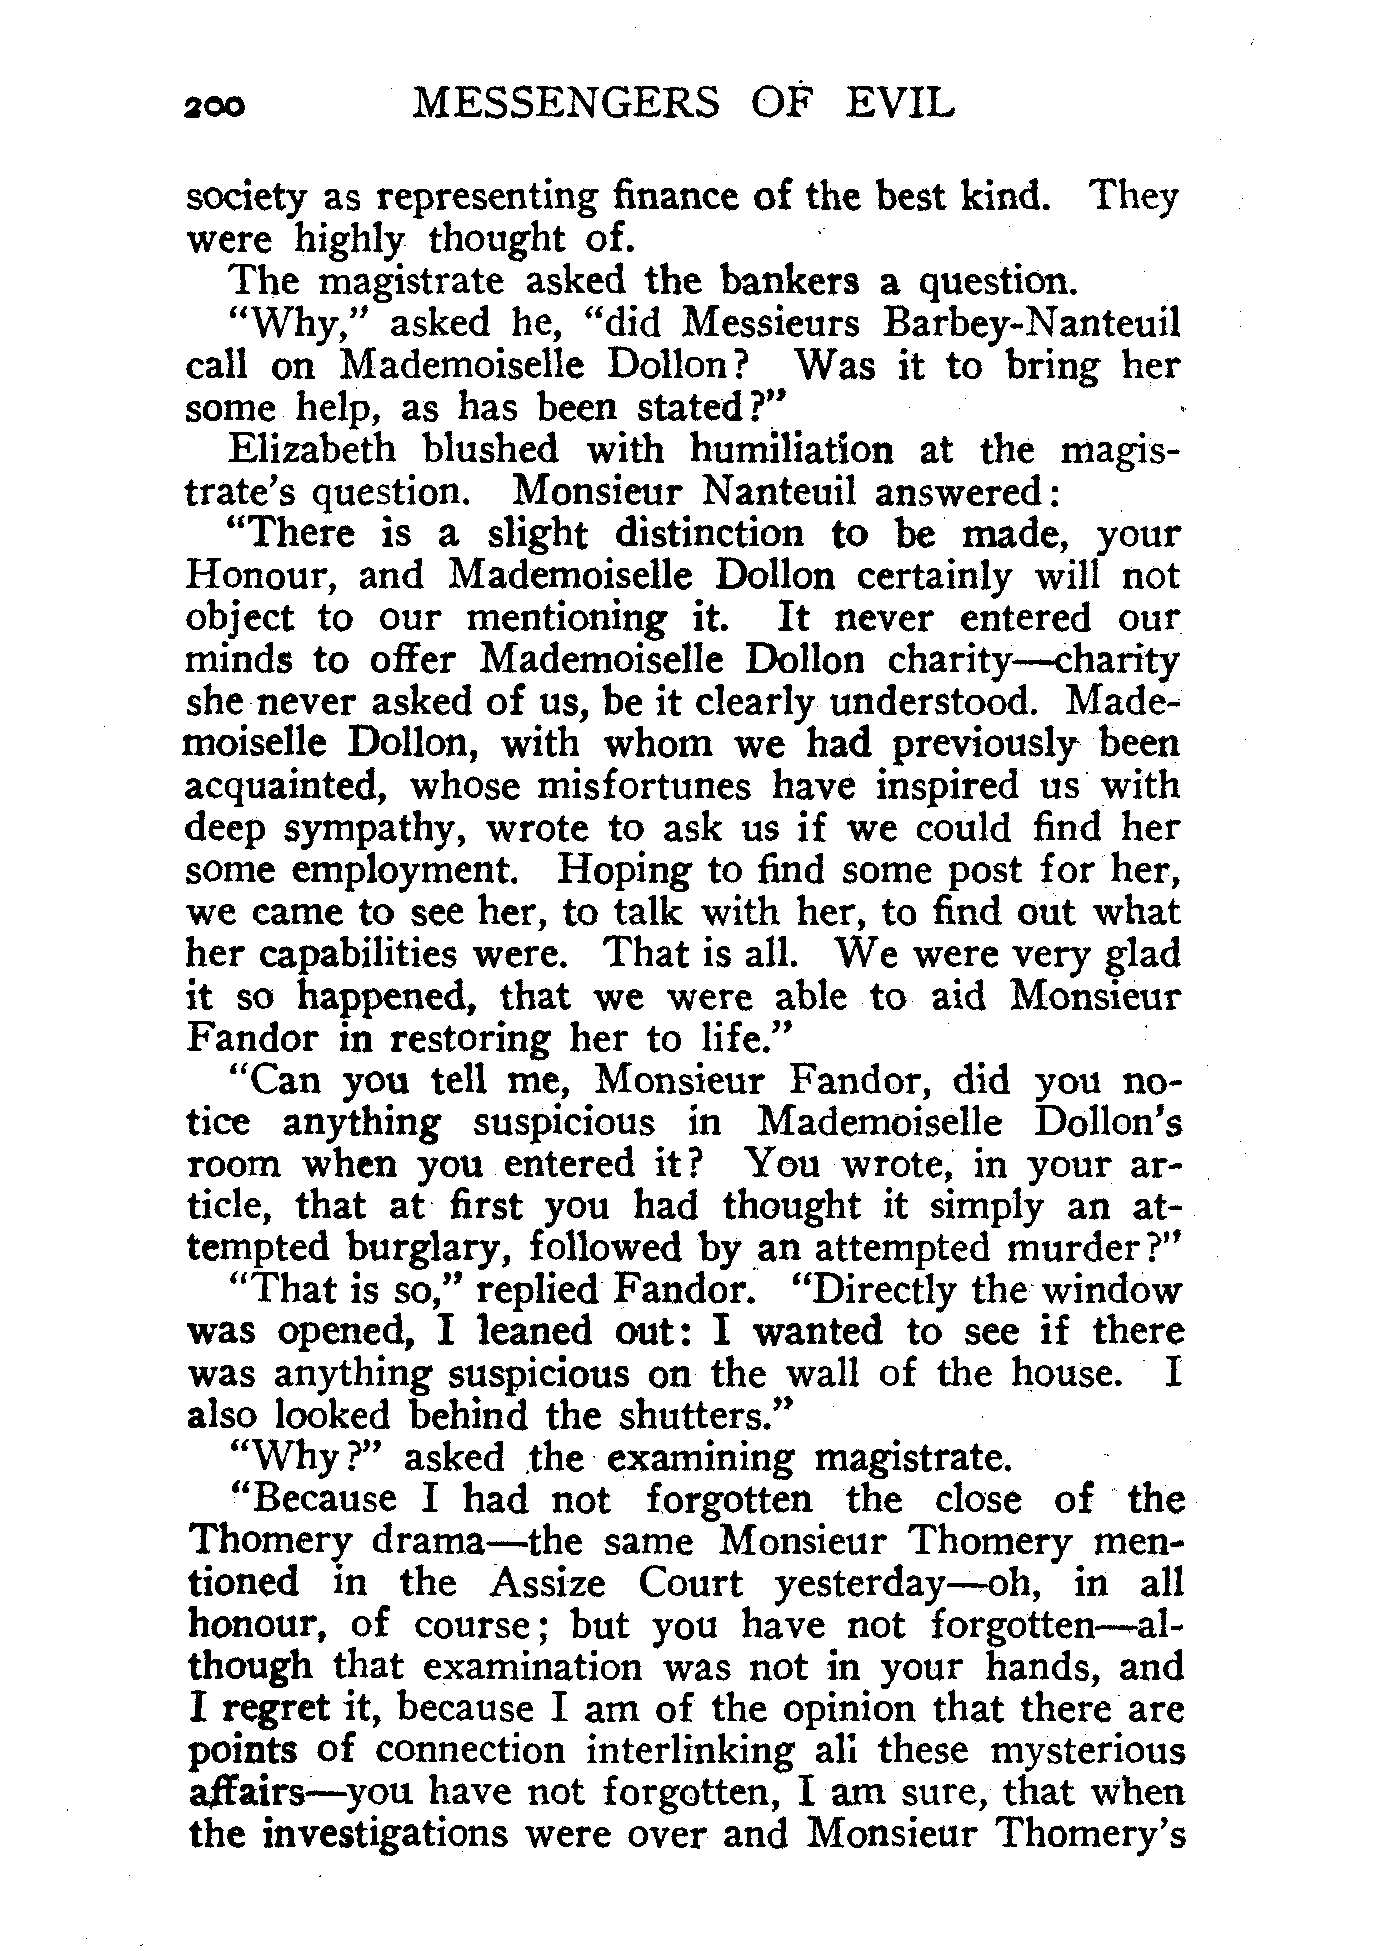 200 MESSENGERS OF EVIL
society as representing finance of the best kind. They
were highly thought of.
The magistrate asked the bankers a question.
“Why,” asked he, “did Messieurs Barbey-Nanteuil
call on Mademoiselle Dollon? Was it to bring her
some help, as has been stated?”
Elizabeth blushed with humiliation at the magis-
trate's question. Monsieur Nanteuil answered:
“There is a slight distinction to be made, your
Honour, and Mademoiselle Dollon certainly will not
object to our mentioning it. It never entered our
minds to offer Mademoiselle Dollon charity—charity
she never asked of us, be it clearly understood. Made-
moiselle Dollon, with whom we had previously been
acquainted, whose misfortunes have inspired us with
deep sympathy, wrote to ask us if we could find her
some employment. Hoping to find some post for her,
we came to see her, to talk with her, to find out what
her capabilities were. That is all. We were very glad
it so happened, that we were able to aid Monsieur
Fandor in restoring her to life.”
“Can you tell me, Monsieur Fandor, did you no-
tice anything suspicious in Mademoiselle Dollon's
room when you entered it? You wrote, in your ar-
ticle, that at first you had thought it simply an at-
tempted burglary, followed by an attempted murder?”
“That is so,” replied Fandor. “Directly the window
was opened, I leaned out: I wanted to see if there
was anything suspicious on the wall of the house. I
also looked behind the shutters.”
“Why?” asked the examining magistrate.
“Because I had not forgotten the close of the
Thomery drama—the same Monsieur Thomery men-
tioned in the Assize Court yesterday—oh, in all
honour, of course; but you have not forgotten—al-
though that examination was not in your hands, and
I regret it, because I am of the opinion that there are
points of connection interlinking all these mysterious
affairs—you have not forgotten, I am sure, that when
the investigations were over and Monsieur Thomery's